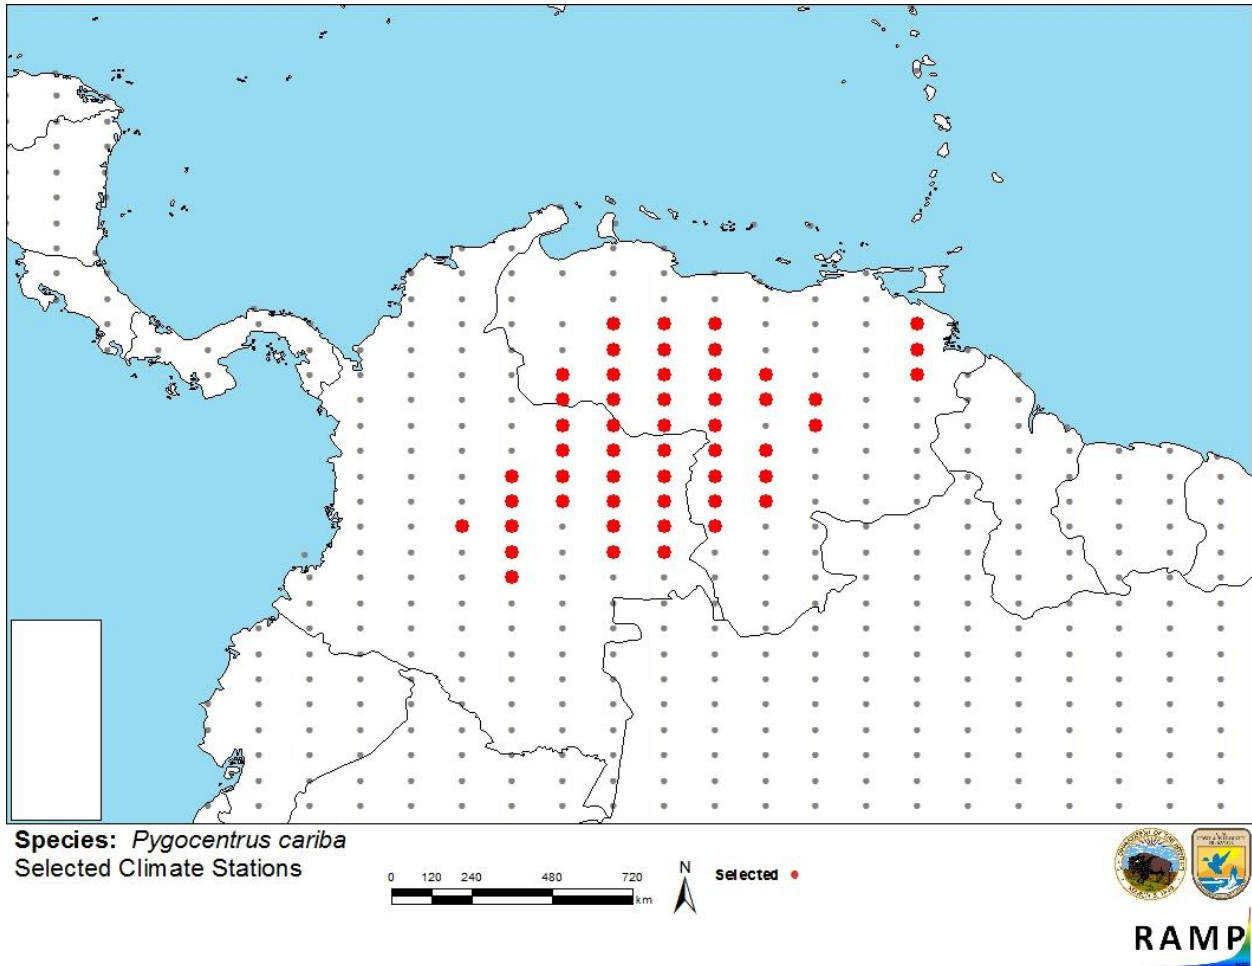 Species: Pygocentrus cariba
Selected Climate Stations
0 120 240 480 720
km
N
Selected
RAMP